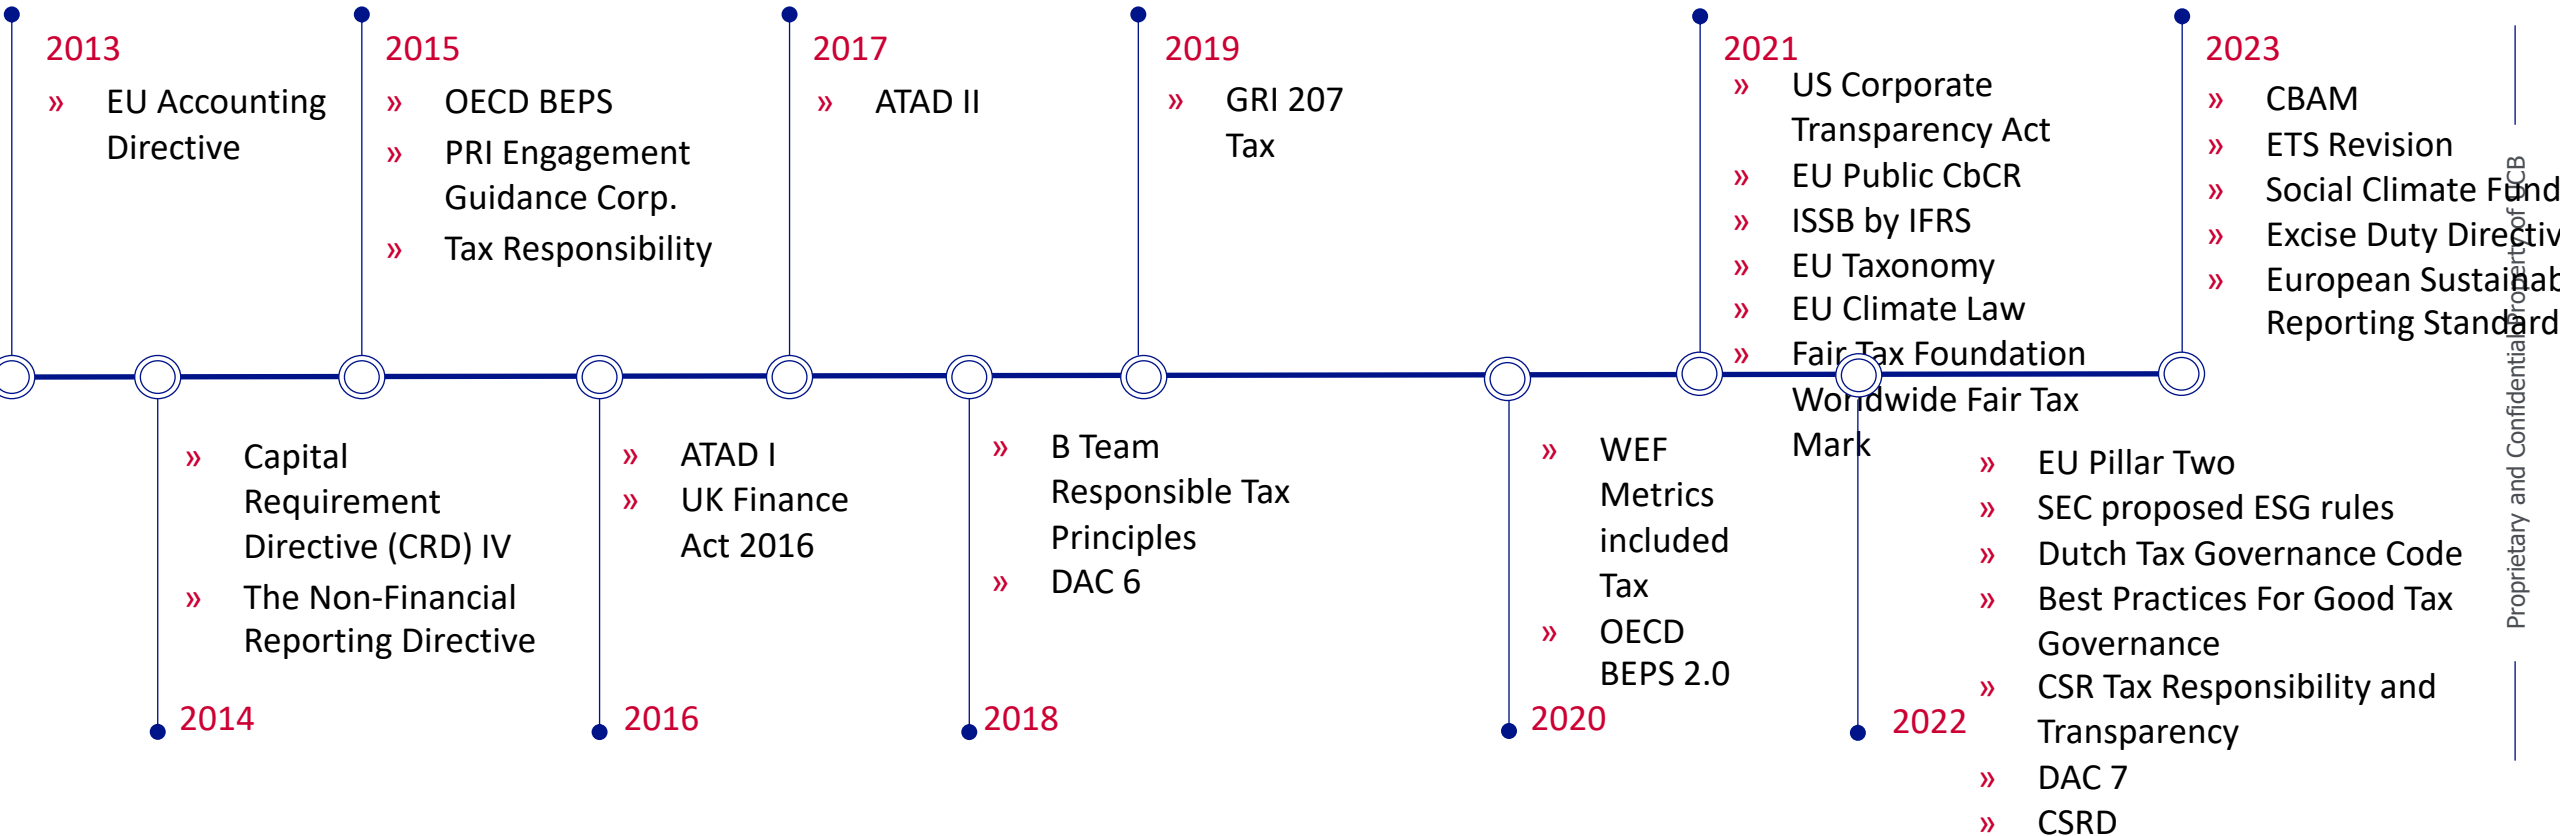 2013
» EU Accounting
Directive
2015
» OECD BEPS
» PRI Engagement
Guidance Corp.
» Tax Responsibility
2017
» ATAD II
2019
» GRI 207
Tax
2021
» US Corporate
Transparency Act
» EU Public CbCR
» ISSB by IFRS
» EU Taxonomy
» EU Climate Law
» Fair Tax Foundation
Worldwide Fair Tax
Mark
2023
» CBAM
» ETS Revision
» Social Climate Fund
» Excise Duty
» European
Reporting
» Capital
Requirement
Directive (CRD) IV
» The Non-Financial
Reporting Directive
2014
» ATAD I
» UK Finance
Act 2016
2016
» B Team
Responsible Tax
Principles
» DAC 6
2018
» WEF
Metrics
included
Tax
» OECD
BEPS 2.0
2020
» EU Pillar Two
» SEC proposed ESG rules
» Dutch Tax Governance Code
» Best Practices For Good Tax
Governance
» CSR Tax Responsibility and
Transparency
» DAC 7
» CSRD
2022
Proprietary and Confidential Property of UCB